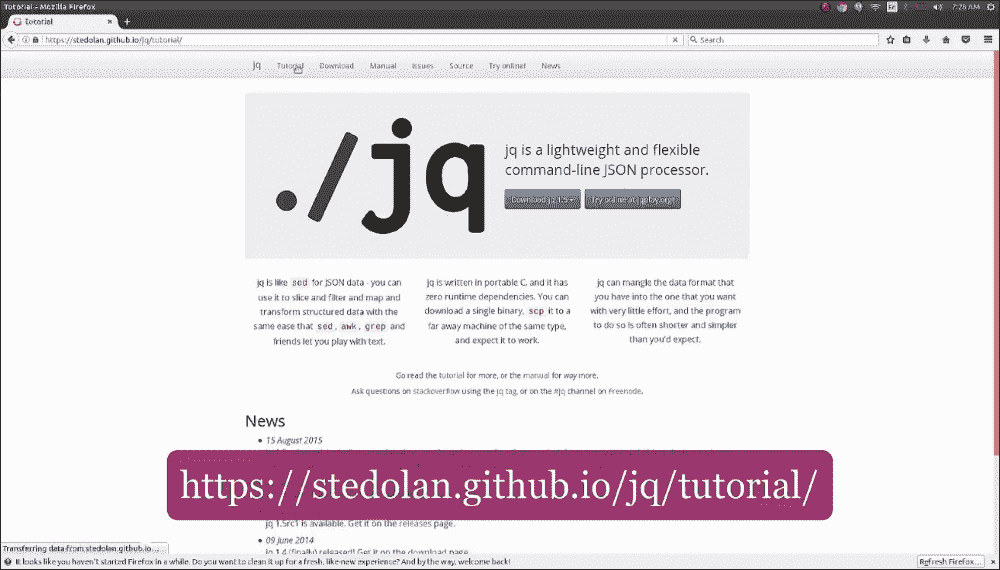 Tutorial - Mozilla Firefox
En
7:28 AM
Tutorial
https://stedolan.github.io/jq/tutorial/
Search
jq Tutorial Download Manual Issues Source Try online! News
./jq
jq is a lightweight and flexible
command-line JSON processor.
Download jq 1.5 Try online at jqplay.org!
jq is like sed for JSON data - you can
use it to slice and filter and map and
transform structured data with the
same ease that sed, awk, grep and
friends let you play with text.
jq is written in portable C, and it has
zero runtime dependencies. You can
download a single binary, scp it to a
far away machine of the same type,
and expect it to work.
jq can mangle the data format that
you have into the one that you want
with very little effort, and the program
to do so is often shorter and simpler
than you'd expect.
Go read the tutorial for more, or the manual for way more.
Ask questions on stackoverflow using the jq tag, or on the #jq channel on Freenode.
News
15 August 2015
https://stedolan.github.io/jq/tutorial/
jq 1.5rc1 is available. Get it on the releases page.
09 June 2014
jq 1.4 (finally) released! Get it on the download page.
Transferring data from stedolan.github.io...
It looks like you haven't started Firefox in a while. Do you want to clean it up for a fresh, like-new experience? And by the way, welcome back!
Refresh Firefox...